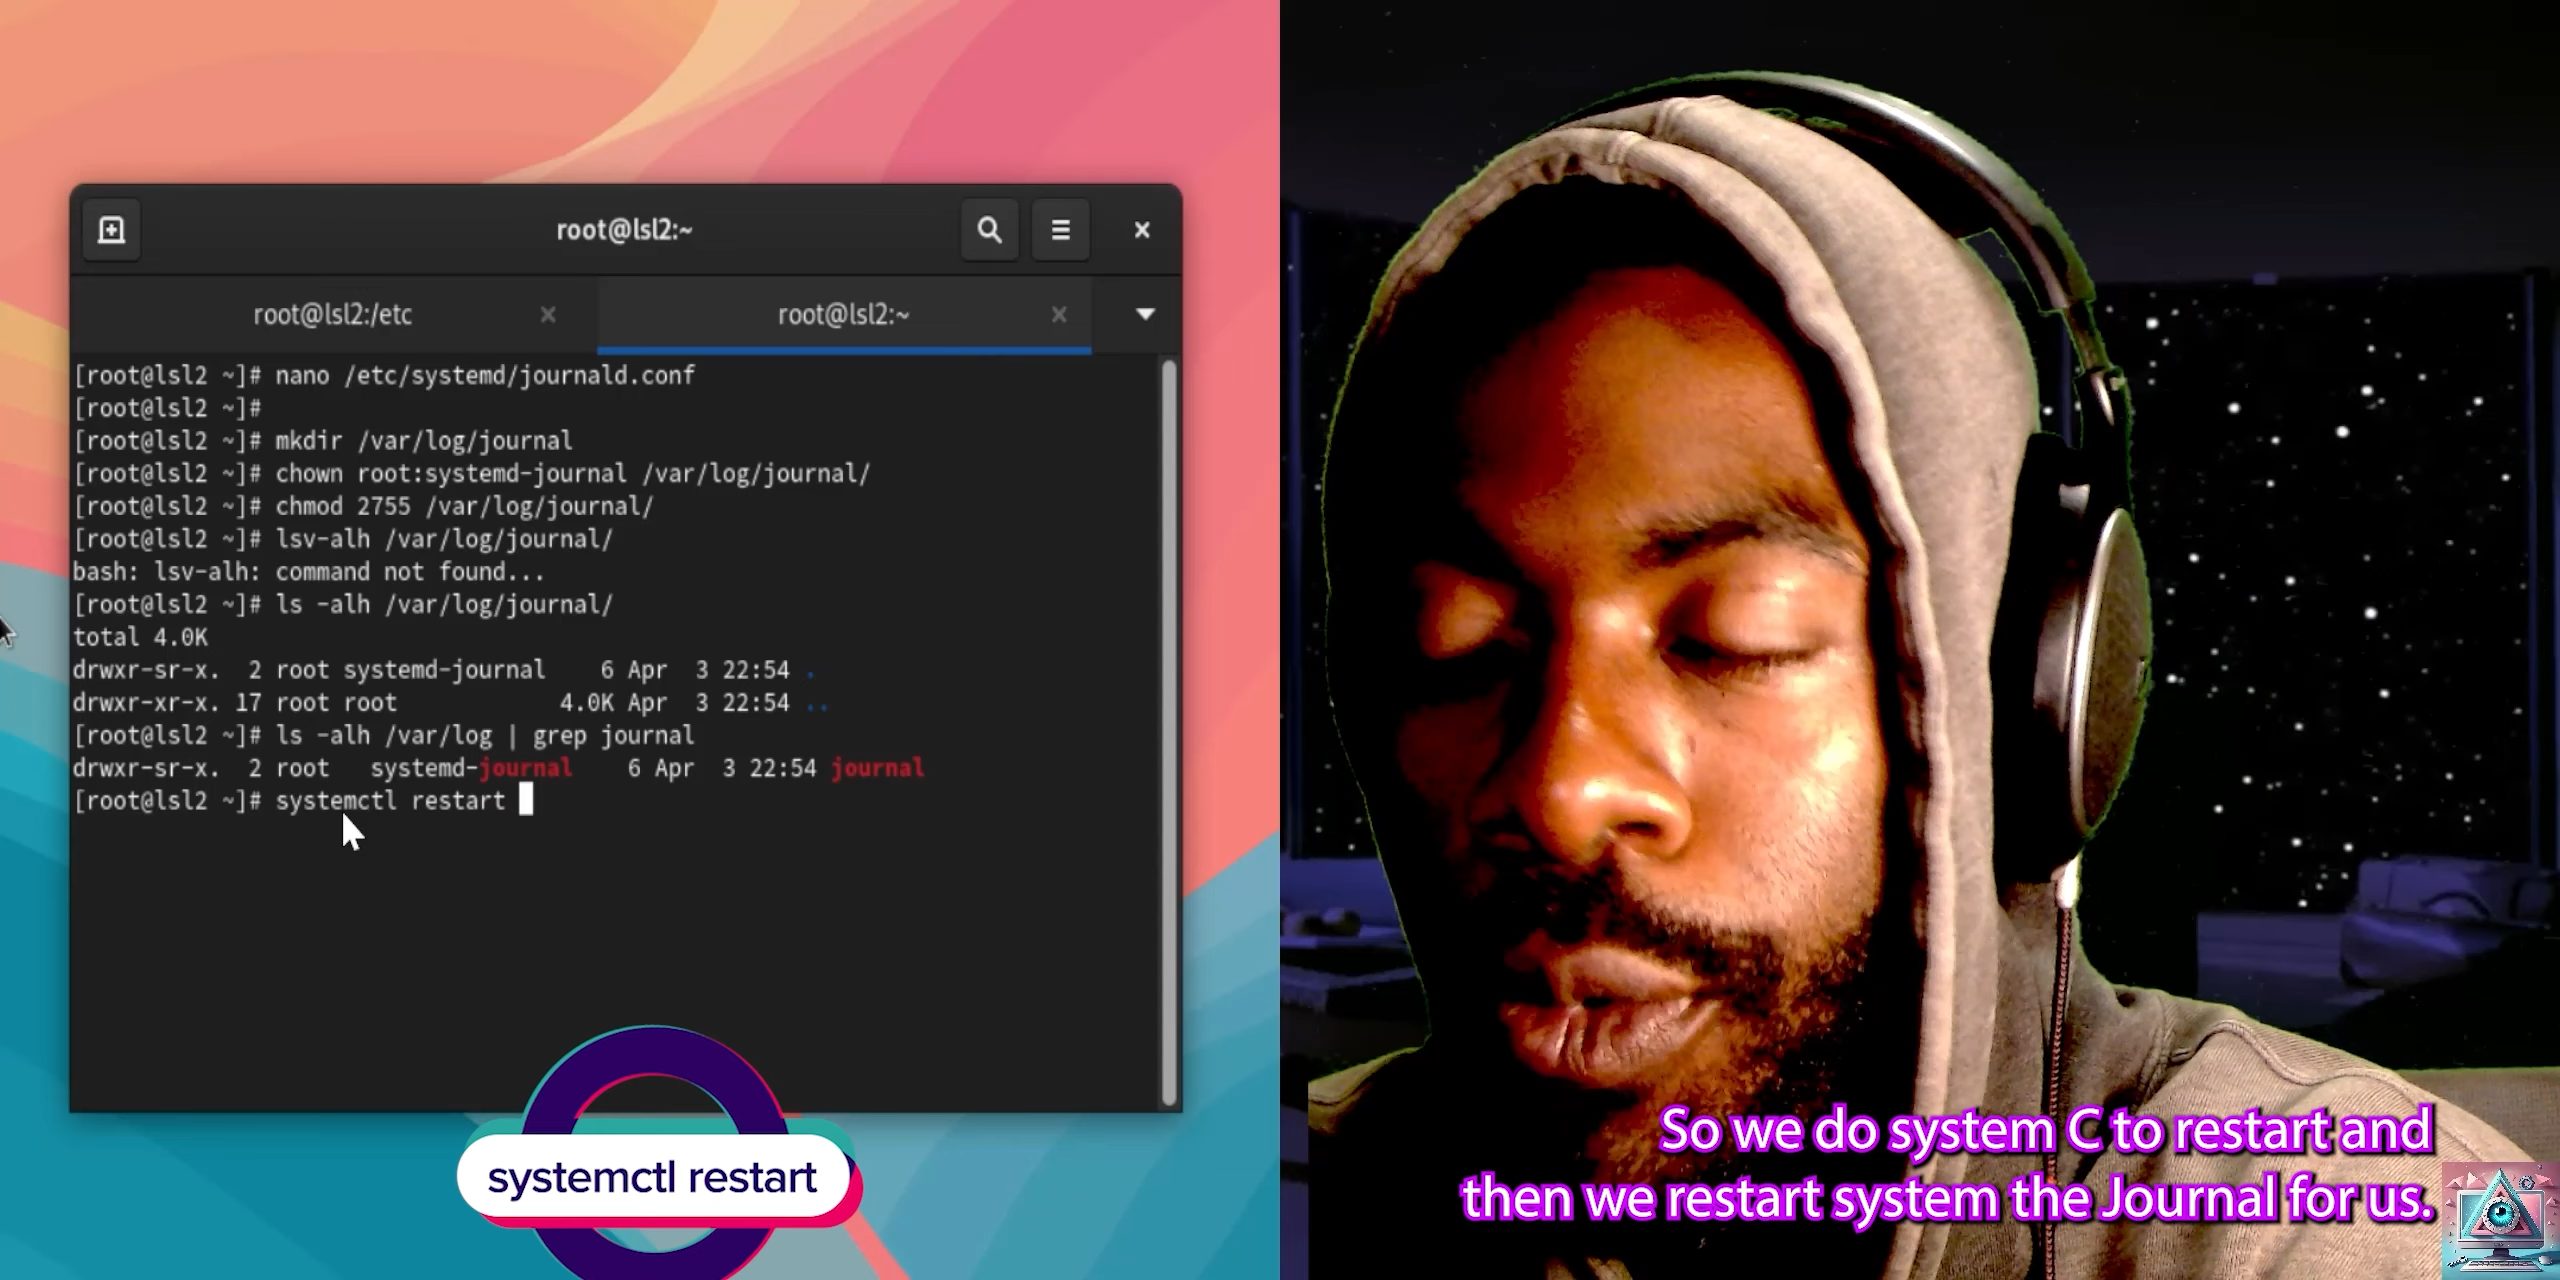 root@lsl2:~
root@lsl2:/etc
root@lsl2:~
[root@lsl2 ~]# nano /etc/systemd/journald.conf
[root@lsl2 ~]#
[root@lsl2 ~]# mkdir /var/log/journal
[root@lsl2 ~]# chown root:systemd-journal /var/log/journal/
[root@lsl2 ~]# chmod 2755 /var/log/journal/
[root@lsl2 ~]# lsv-alh /var/log/journal/
bash: lsv-alh: command not found...
[root@lsl2 ~]# ls -alh /var/log/journal/
total 4.0K
drwxr-sr-x.  2 root systemd-journal    6 Apr  3 22:54 .
drwxr-xr-x. 17 root root            4.0K Apr  3 22:54 ..
[root@lsl2 ~]# ls -alh /var/log | grep journal
drwxr-sr-x.  2 root   systemd-journal    6 Apr  3 22:54 journal
[root@lsl2 ~]# systemctl restart
systemctl restart
So we do system C to restart and
then we restart system the Journal for us.